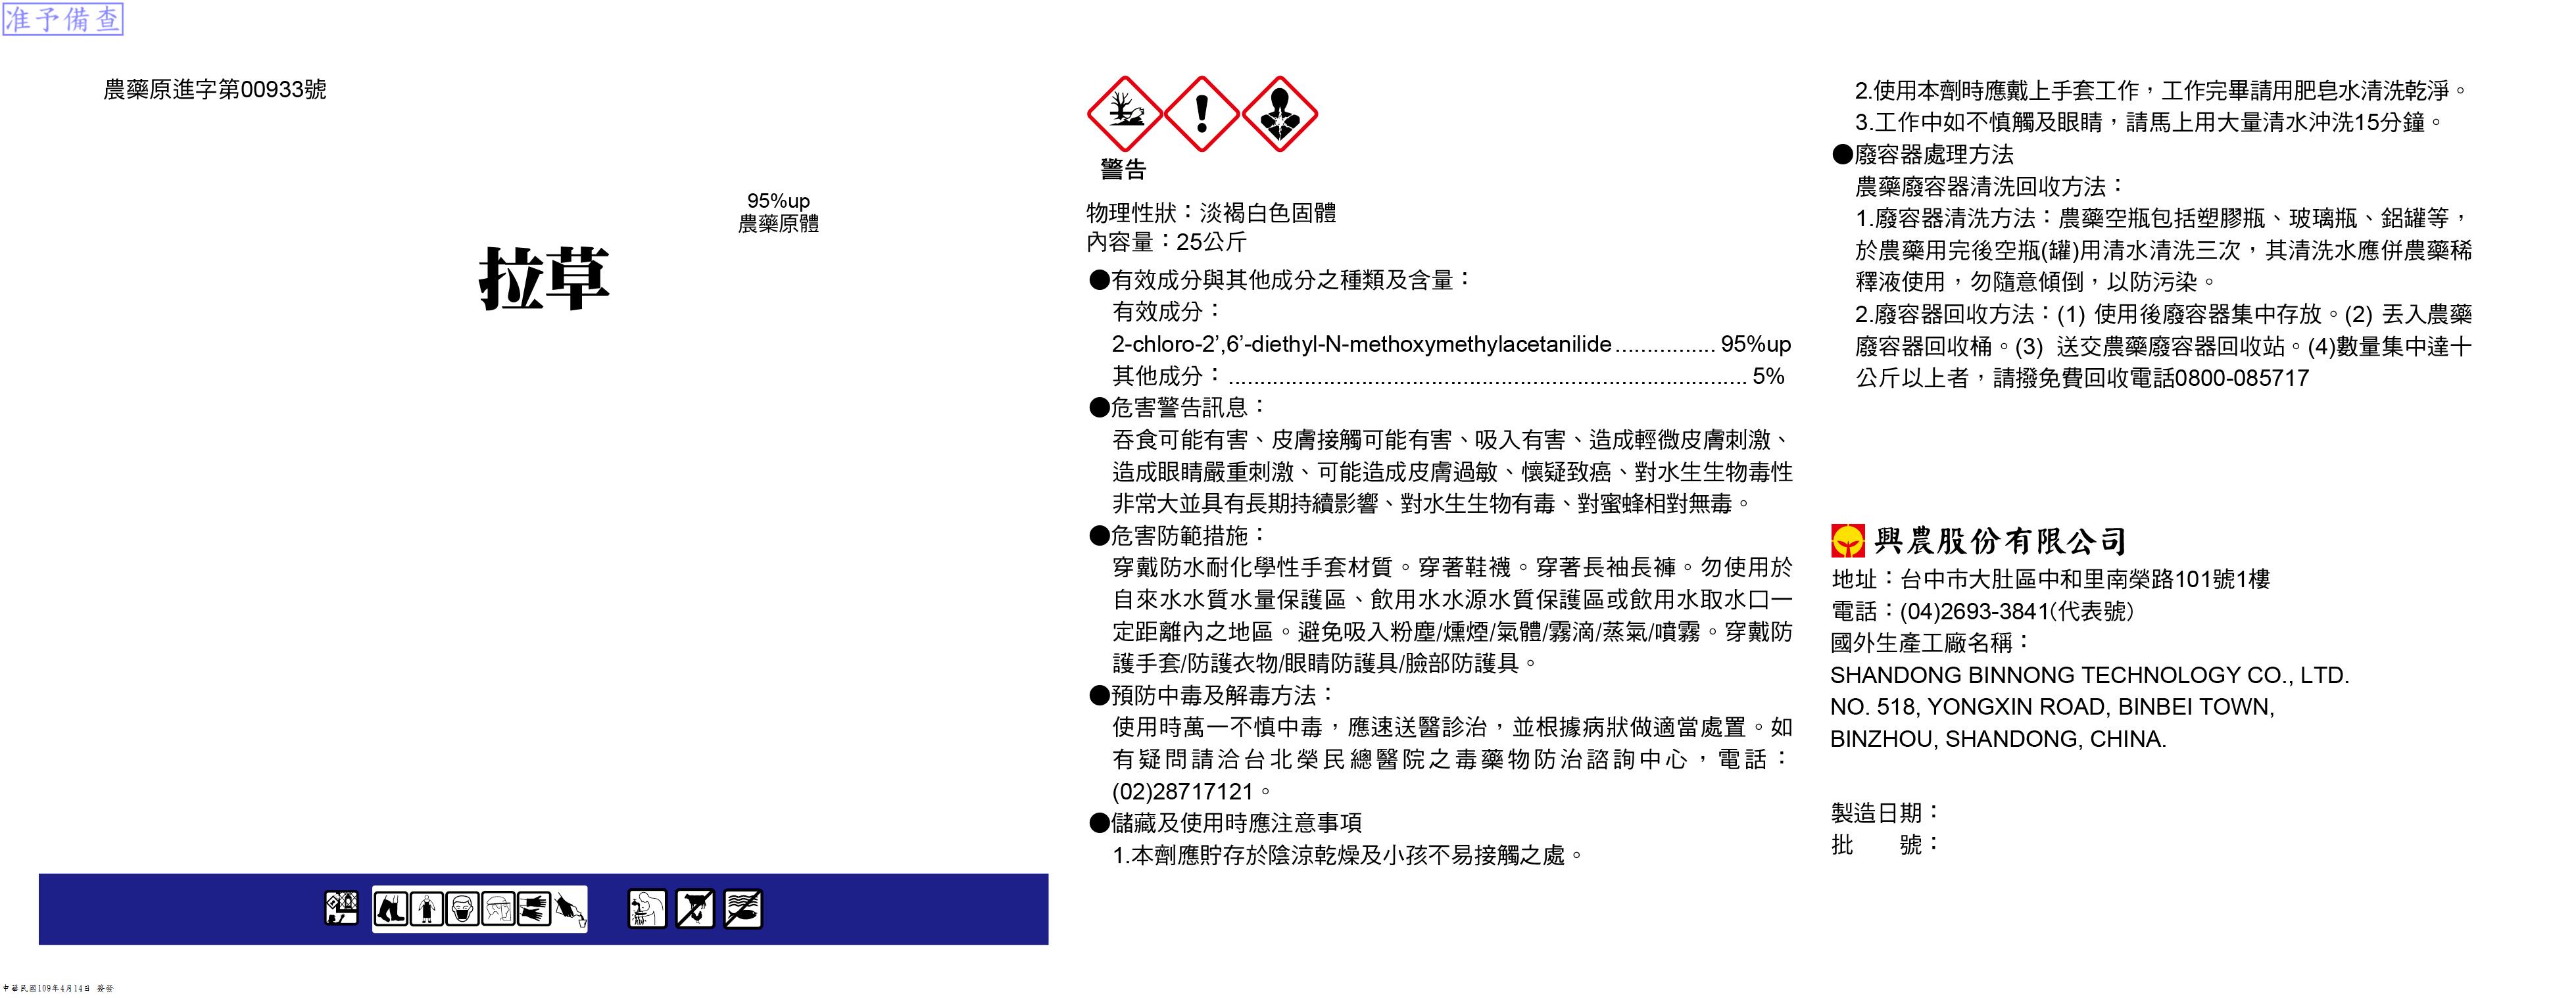 准予備查
農藥原進字第00933號
95%up
農藥原體
拉草
警告
物理性狀：淡褐白色固體
內容量：25公斤
●有效成分與其他成分之種類及含量：
有效成分：
2-chloro-2’,6’-diethyl-N-methoxymethylacetanilide................ 95%up
其他成分：.................................................................................. 5%
●危害警告訊息：
吞食可能有害、皮膚接觸可能有害、吸入有害、造成輕微皮膚刺激、
造成眼睛嚴重刺激、可能造成皮膚過敏、懷疑致癌、對水生生物毒性
非常大並具有長期持續影響、對水生生物有毒、對蜜蜂相對無毒。
●危害防範措施：
穿戴防水耐化學性手套材質。穿著鞋襪。穿著長袖長褲。勿使用於
自來水水質水量保護區、飲用水水源水質保護區或飲用水取水口一
定距離內之地區。避免吸入粉塵/燻煙/氣體/霧滴/蒸氣/噴霧。穿戴防
護手套/防護衣物/眼睛防護具/臉部防護具。
●預防中毒及解毒方法：
使用時萬一不慎中毒，應速送醫診治，並根據病狀做適當處置。如
有疑問請洽台北榮民總醫院之毒藥物防治諮詢中心，電話：
(02)28717121。
●儲藏及使用時應注意事項
1.本劑應貯存於陰涼乾燥及小孩不易接觸之處。
2.使用本劑時應戴上手套工作，工作完畢請用肥皂水清洗乾淨。
3.工作中如不慎觸及眼睛，請馬上用大量清水沖洗15分鐘。
●廢容器處理方法
農藥廢容器清洗回收方法：
1.廢容器清洗方法：農藥空瓶包括塑膠瓶、玻璃瓶、鋁罐等，
於農藥用完後空瓶(罐)用清水清洗三次，其清洗水應併農藥稀
釋液使用，勿隨意傾倒，以防污染。
2.廢容器回收方法：(1) 使用後廢容器集中存放。(2) 丟入農藥
廢容器回收桶。(3) 送交農藥廢容器回收站。(4)數量集中達十
公斤以上者，請撥免費回收電話0800-085717
興農股份有限公司
地址：台中市大肚區中和里南榮路101號1樓
電話：(04)2693-3841(代表號)
國外生產工廠名稱：
SHANDONG BINNONG TECHNOLOGY CO., LTD.
NO. 518, YONGXIN ROAD, BINBEI TOWN,
BINZHOU, SHANDONG, CHINA.
製造日期：
批　　號：
中華民國109年4月14日 簽發